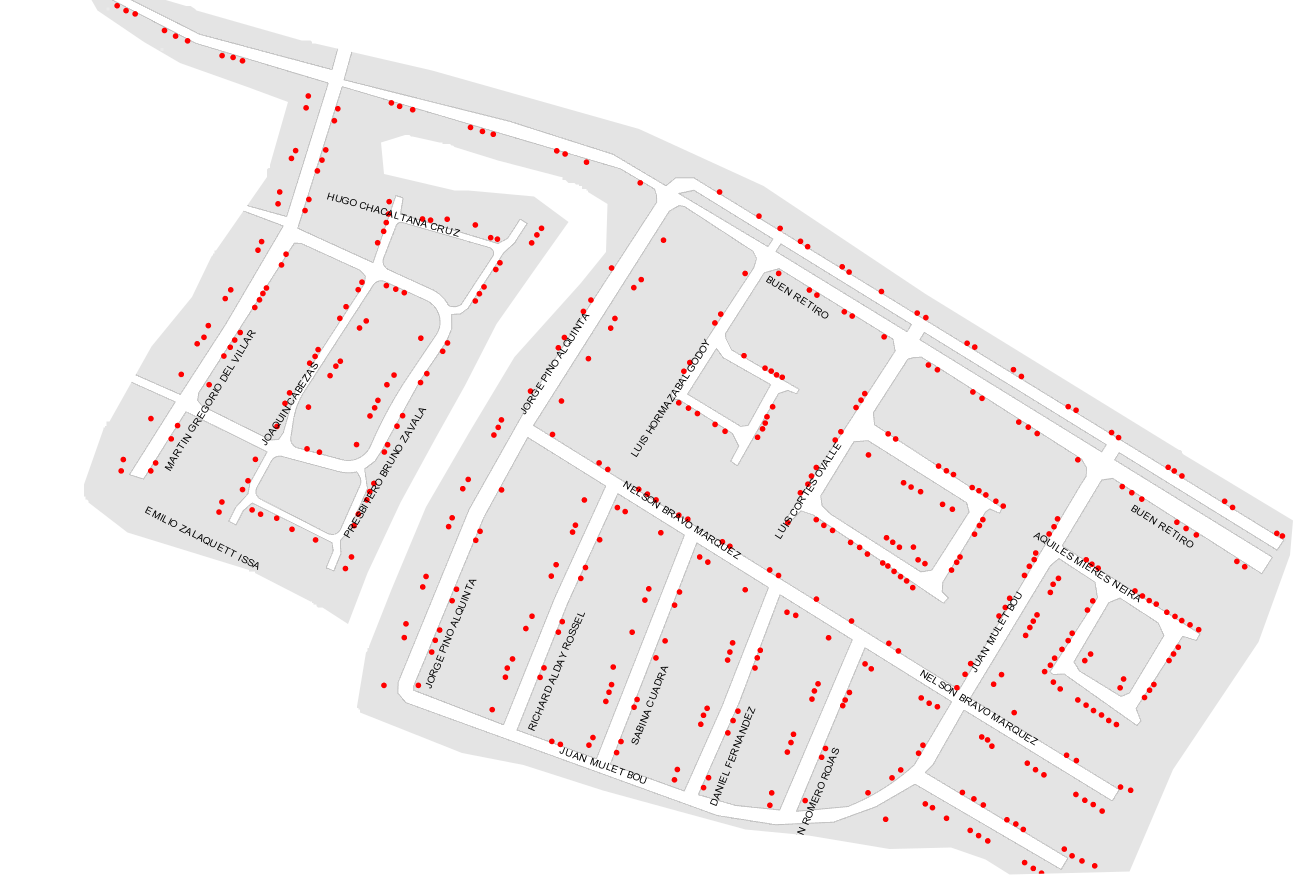 HUGO CHACALTANA CRUZ
BUEN RETIRO
MARTIN GREGORIO DEL VILLAR
JOAQUIN CABEZAS
JORGE PINO ALQUINTA
LUIS HORMAZABAL GODOY
PRESBITERO BRUNO ZAVALA
LUIS CORTES OVALLE
EMILIO ZALAQUETT ISSA
NELSON BRAVO MARQUEZ
BUEN RETIRO
AQUILES MIERES NEIRA
JORGE PINO ALQUINTA
RICHARD ALDAY ROSSEL
JUAN MULET BOU
SABINA CUADRA
NELSON BRAVO MARQUEZ
DANIEL FERNANDEZ
JUAN MULET BOU
N ROMERO ROJAS